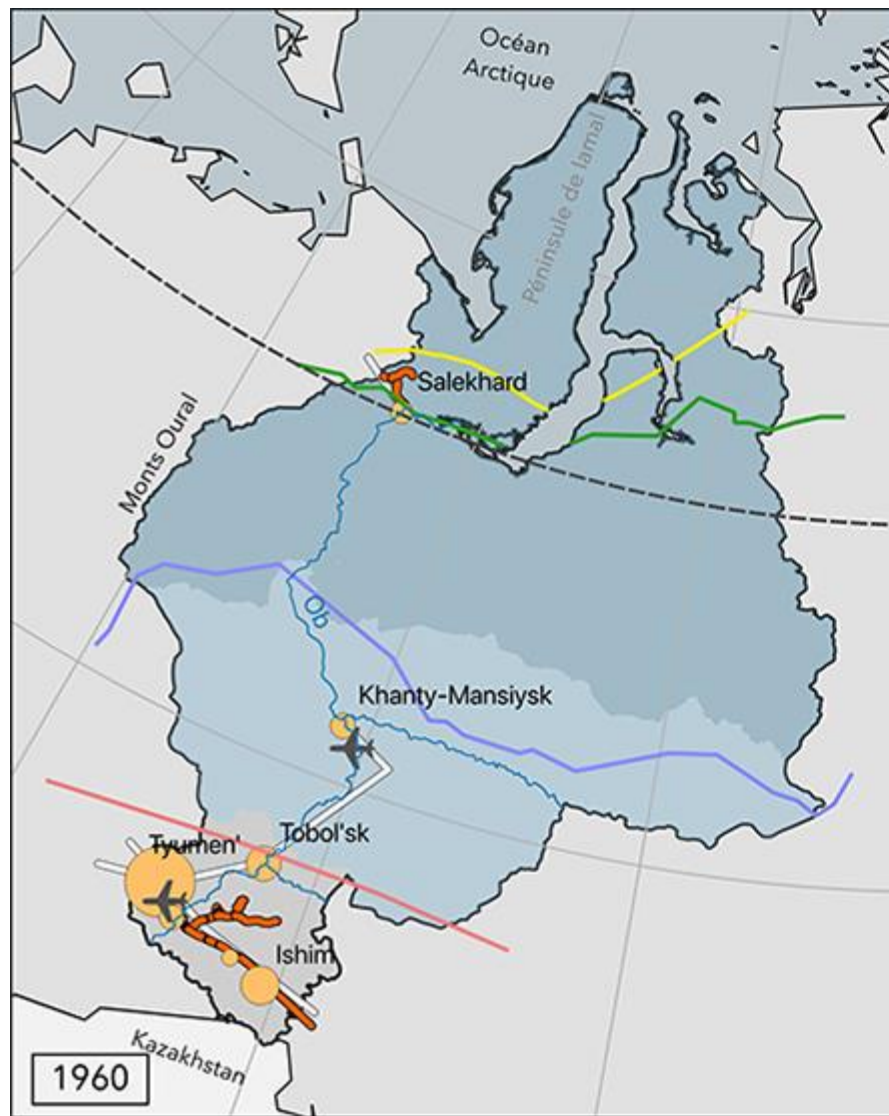 Océan
Arctique
Péninsule de Iamal
Salekhard
Monts Oural
Ob
Khanty-Mansiysk
Tobol'sk
Tyumen'
Ishim
Kazakhstan
1960